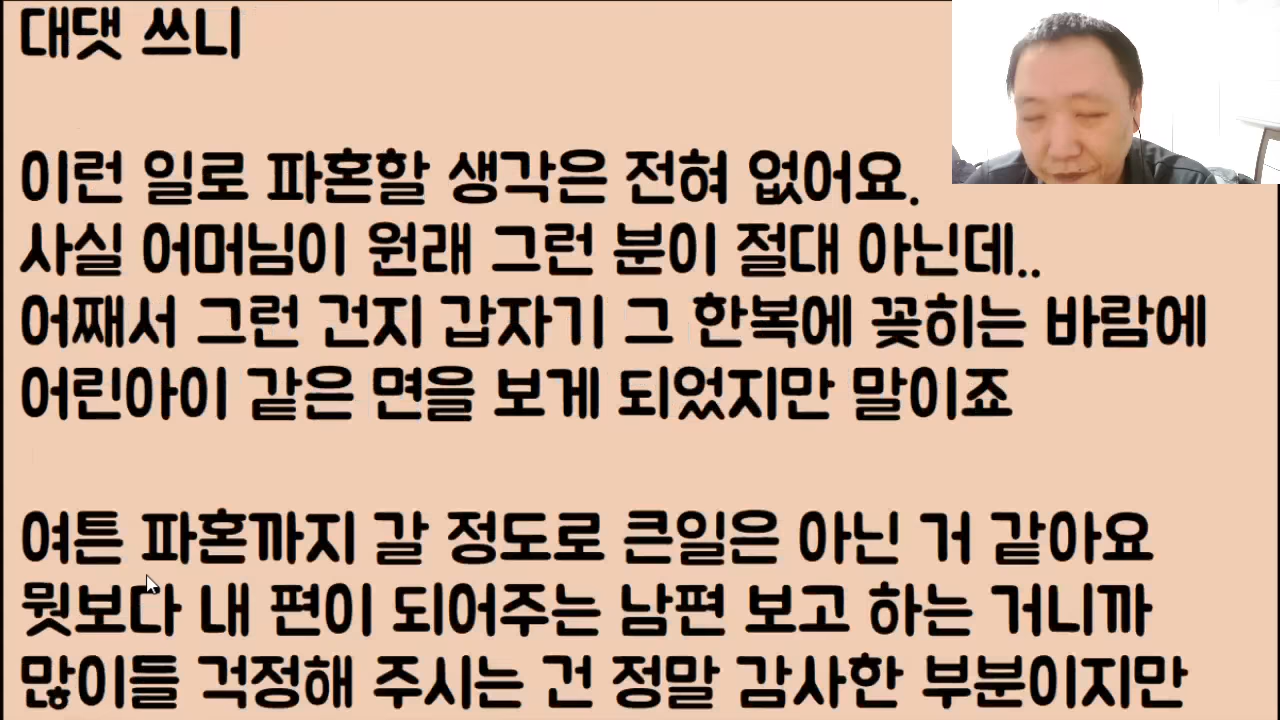 대댓 쓰니
이런 일로 파혼할 생각은 전혀 없어요.
사실 어머님이 원래 그런 분이 절대 아닌데..
어째서 그런 건지 갑자기 그 한복에 꽂히는 바람에
어린아이 같은 면을 보게 되었지만 말이죠
여튼 파혼까지 갈 정도로 큰일은 아닌 거 같아요
뭣보다 내 편이 되어주는 남편 보고 하는 거니까
많이들 걱정해 주시는 건 정말 감사한 부분이지만